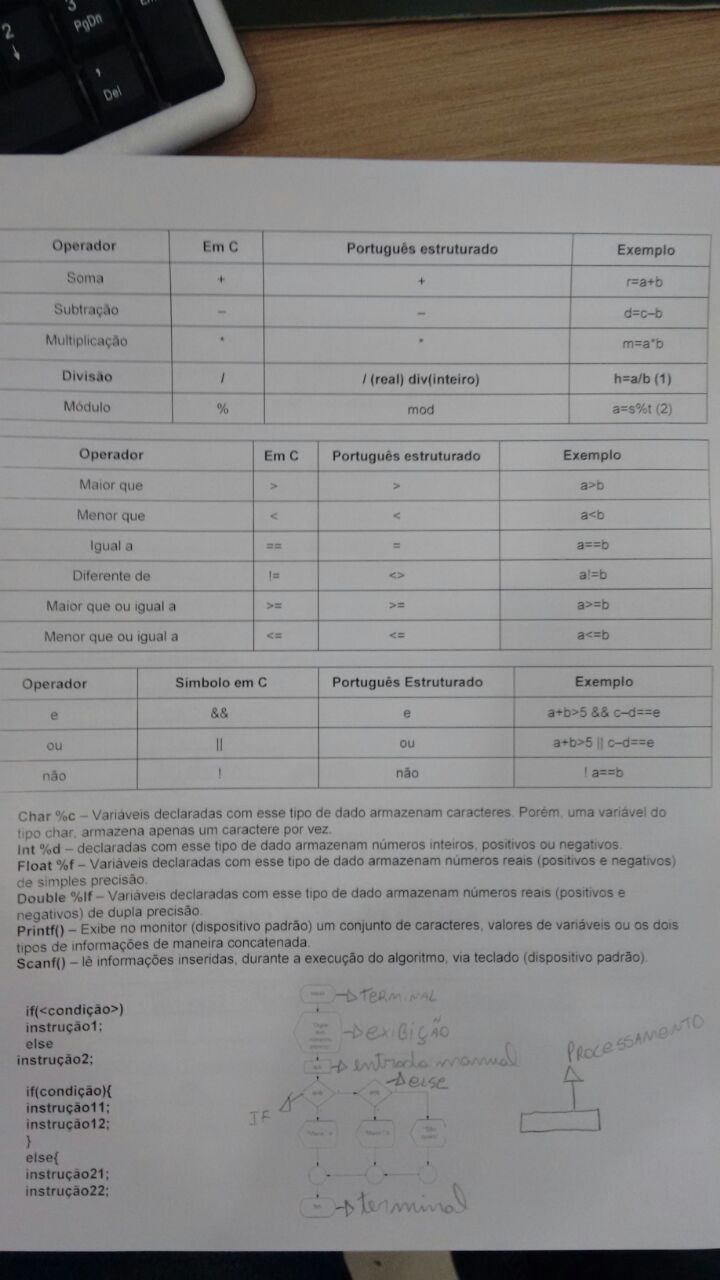 2
↓
3
PgDn
,
Del
Operador Em C Português estruturado Exemplo
Soma + + r=a+b
Subtração – – d=c–b
Multiplicação * * m=a*b
Divisão / / (real) div(inteiro) h=a/b (1)
Módulo % mod a=s%t (2)
Operador Em C Português estruturado Exemplo
Maior que > > a>b
Menor que < < a<b
Igual a == = a==b
Diferente de != <> a!=b
Maior que ou igual a >= >= a>=b
Menor que ou igual a <= <= a<=b
Operador Símbolo em C Português Estruturado Exemplo
e && e a+b>5 && c–d==e
ou || ou a+b>5 || c–d==e
não ! não ! a==b
Char %c – Variáveis declaradas com esse tipo de dado armazenam caracteres. Porém, uma variável do
tipo char, armazena apenas um caractere por vez.
Int %d – declaradas com esse tipo de dado armazenam números inteiros, positivos ou negativos.
Float %f – Variáveis declaradas com esse tipo de dado armazenam números reais (positivos e negativos)
de simples precisão.
Double %lf – Variáveis declaradas com esse tipo de dado armazenam números reais (positivos e
negativos) de dupla precisão.
Printf() – Exibe no monitor (dispositivo padrão) um conjunto de caracteres, valores de variáveis ou os dois
tipos de informações de maneira concatenada.
Scanf() – lê informações inseridas, durante a execução do algoritmo, via teclado (dispositivo padrão).
if(<condição>)
instrução1;
else
instrução2;
if(condição){
instrução11;
instrução12;
}
else{
instrução21;
instrução22;
TERMINAL
EXIBIÇÃO
entrada manual
else
IF
terminal
PROCESSAMENTO